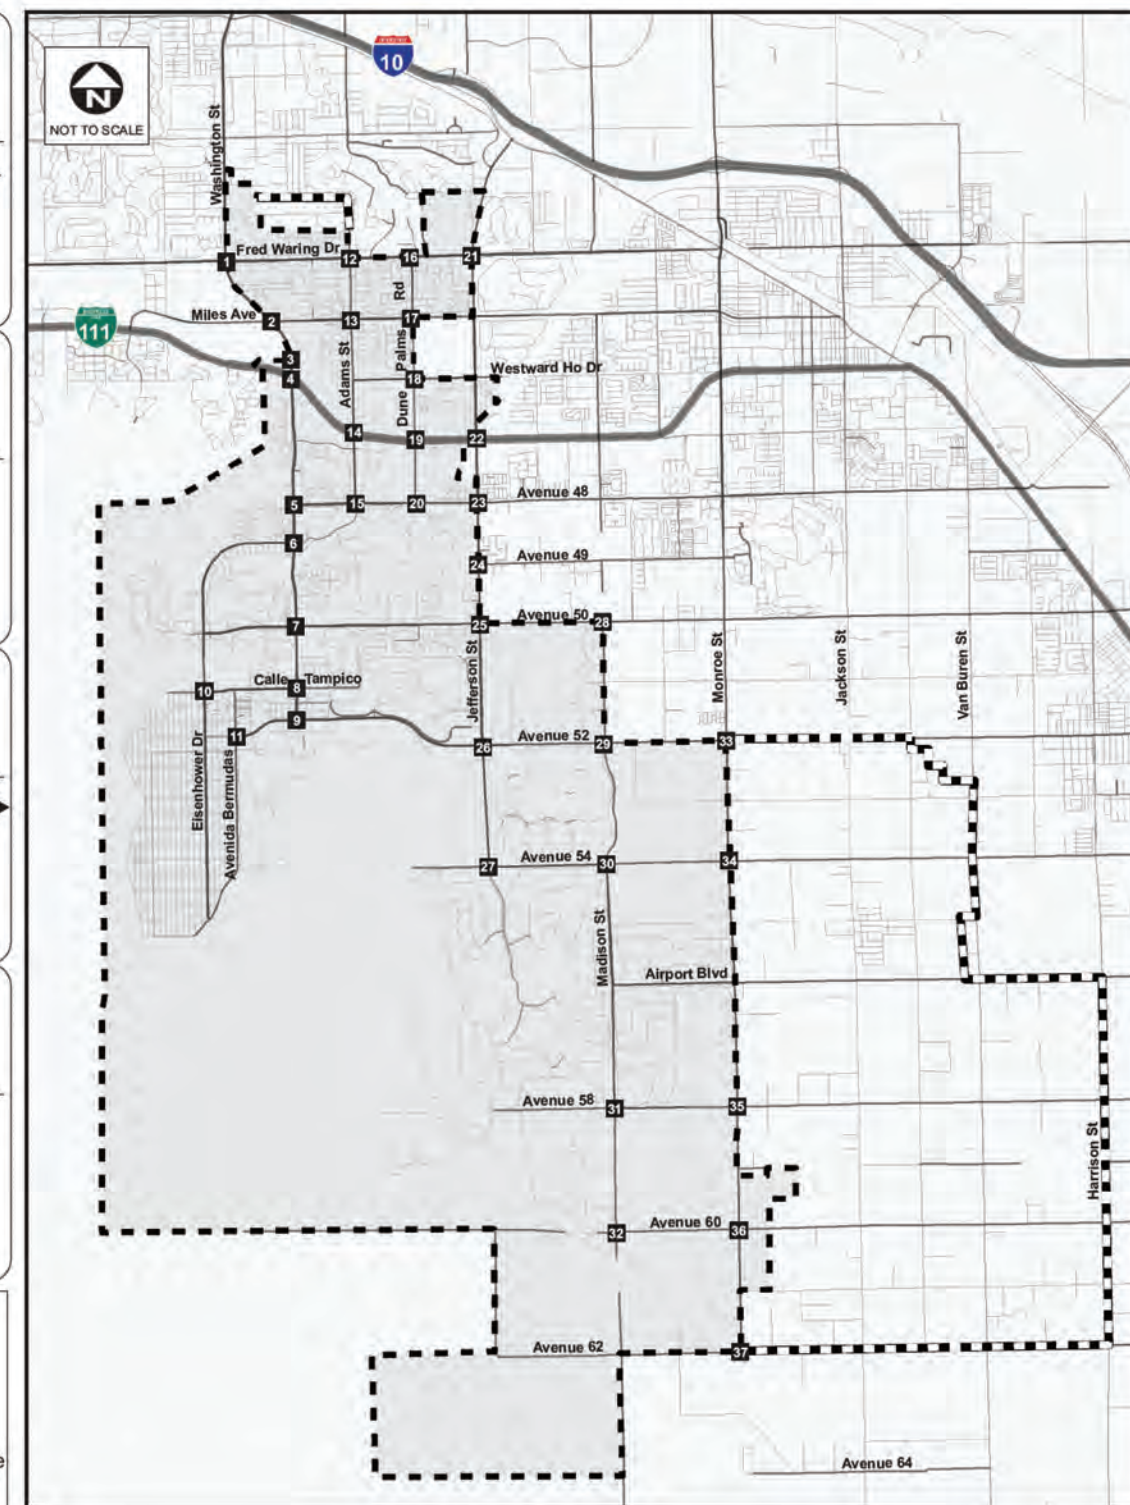 10
N
NOT TO SCALE
Washington St
Fred Waring Dr
1
12
16
21
Rd
111
Miles Ave
2
13
17
3
4
Adams St
Palms
18
Westward Ho Dr
Dune
14
19
22
5
15
20
23
Avenue 48
6
24
Avenue 49
7
25
Avenue 50
28
Jefferson St
Monroe St
Jackson St
Van Buren St
10
Calle
8
Tampico
9
11
26
Avenue 52
29
33
Eisenhower Dr
Avenida Bermudas
27
Avenue 54
30
34
Madison St
Airport Blvd
Avenue 58
31
35
Harrison St
32
Avenue 60
36
Avenue 62
37
Avenue 64
e